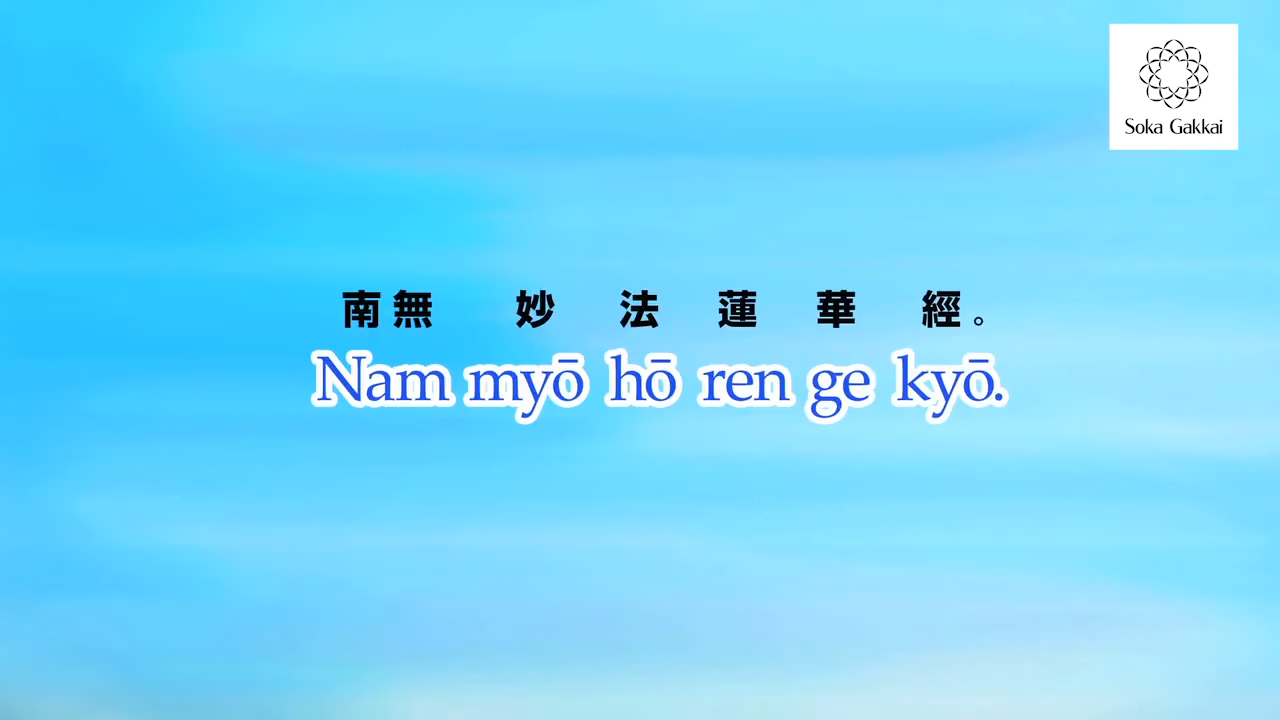 Soka Gakkai
南無 妙 法 蓮 華 經。
Nam myō hō ren ge kyō.